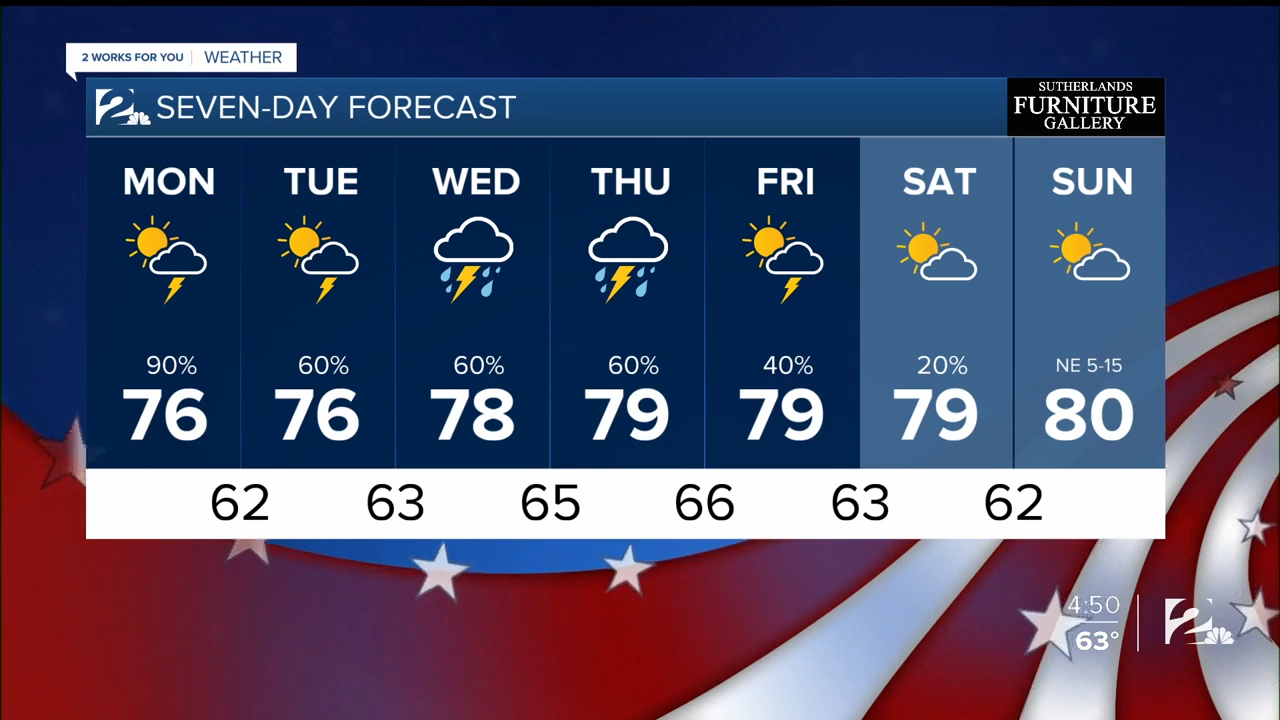 2 WORKS FOR YOU | WEATHER
2 SEVEN-DAY FORECAST
SUTHERLANDS
FURNITURE
GALLERY
MON TUE WED THU FRI SAT SUN
90% 60% 60% 60% 40% 20% NE 5-15
76 76 78 79 79 79 80
62 63 65 66 63 62
4:50
63°
2